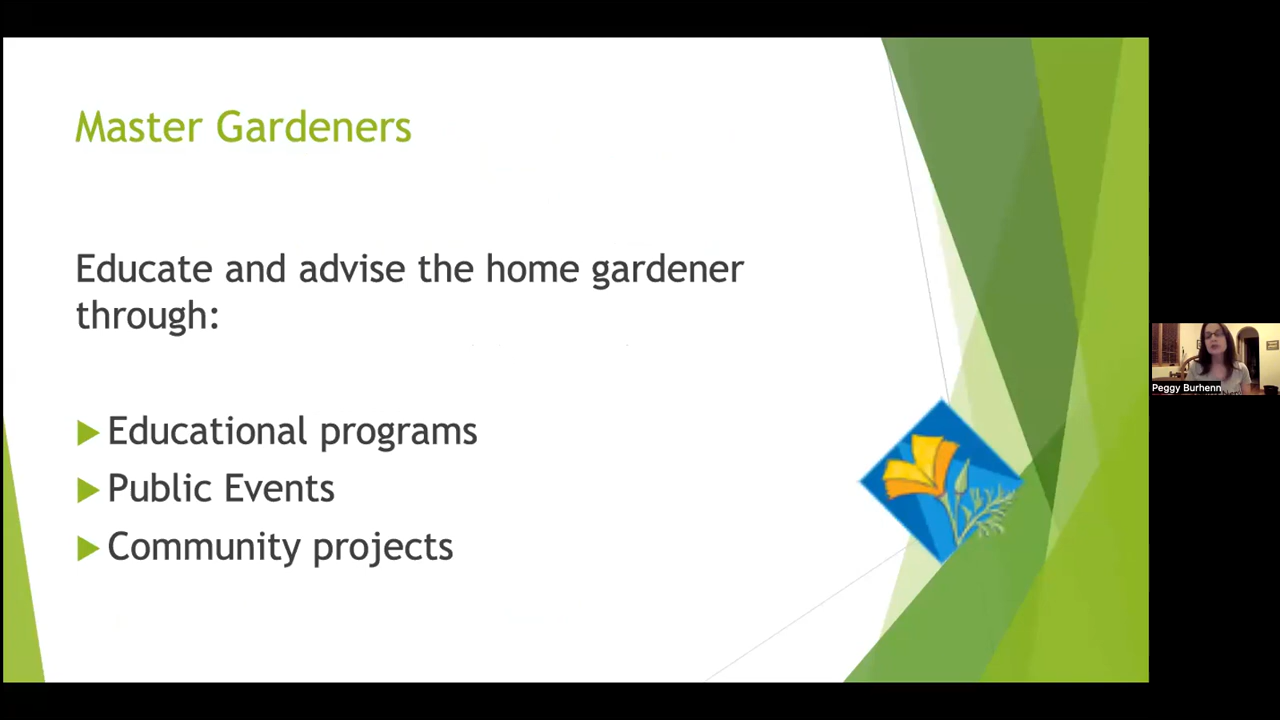 Master Gardeners
Educate and advise the home gardener
through:
Educational programs
Public Events
Community projects
Peggy Burhenn